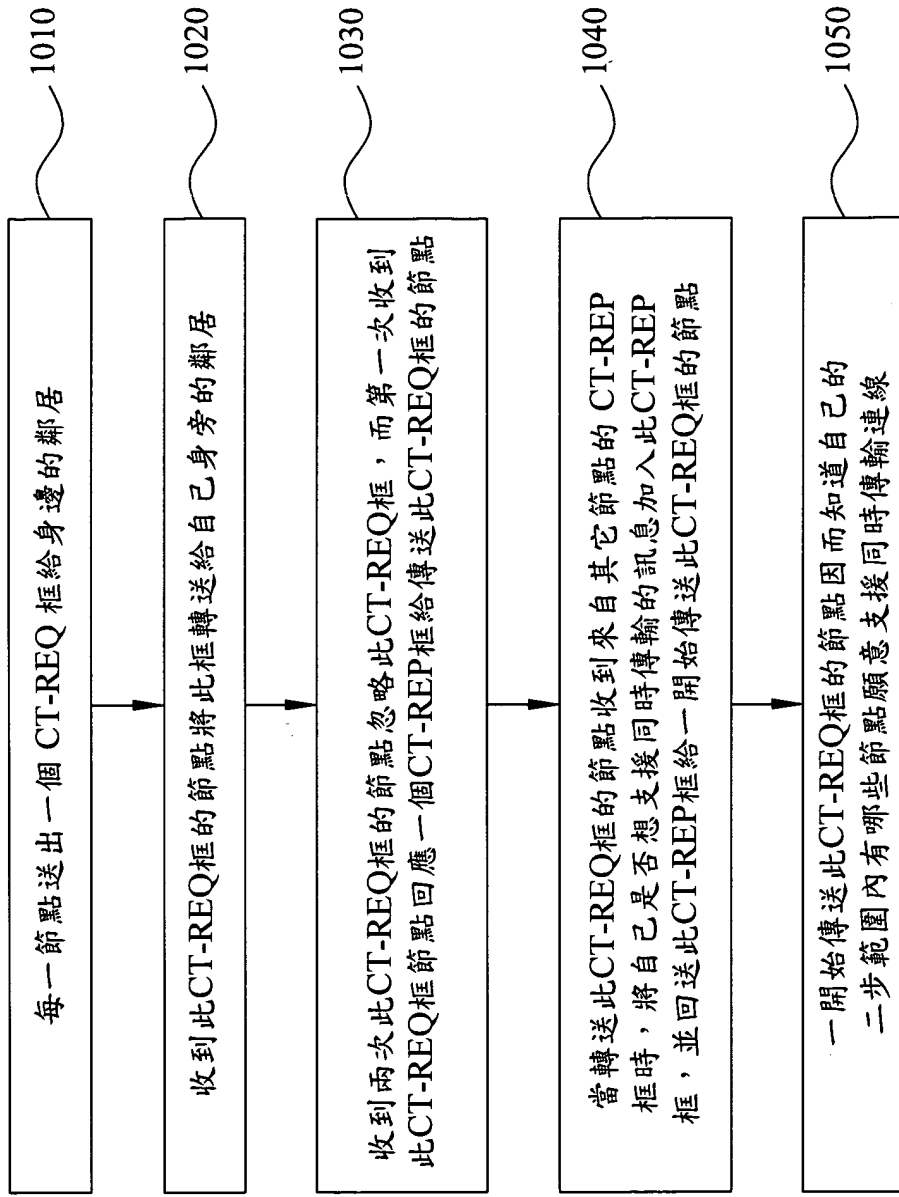 每一節點送出一個 CT-REQ 框給身邊的鄰居
1010
收到此CT-REQ框的節點將此框轉送給自己身旁的鄰居
1020
收到兩次此CT-REQ框的節點忽略此CT-REQ框，而第一次收到
此CT-REQ框節點回應一個CT-REP框給傳送此CT-REQ框的節點
1030
當轉送此CT-REQ框的節點收到來自其它節點的 CT-REP
框時，將自己是否想支援同時傳輸的訊息加入此CT-REP
框，並回送此CT-REP框給一開始傳送此CT-REQ框的節點
1040
一開始傳送此CT-REQ框的節點因而知道自己的
二步範圍內有哪些節點願意支援同時傳輸連線
1050